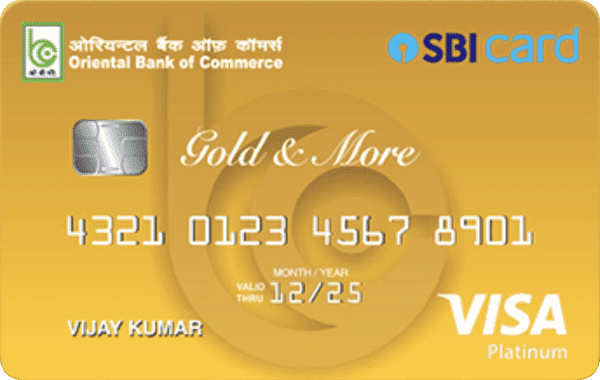 ओरियन्टल बैंक ऑफ़ कॉमर्स
Oriental Bank of Commerce
ओ बी सी
SBI card
Gold & More
4321 0123 4567 8901
MONTH / YEAR
VALID THRU 12/25
VIJAY KUMAR
VISA
Platinum